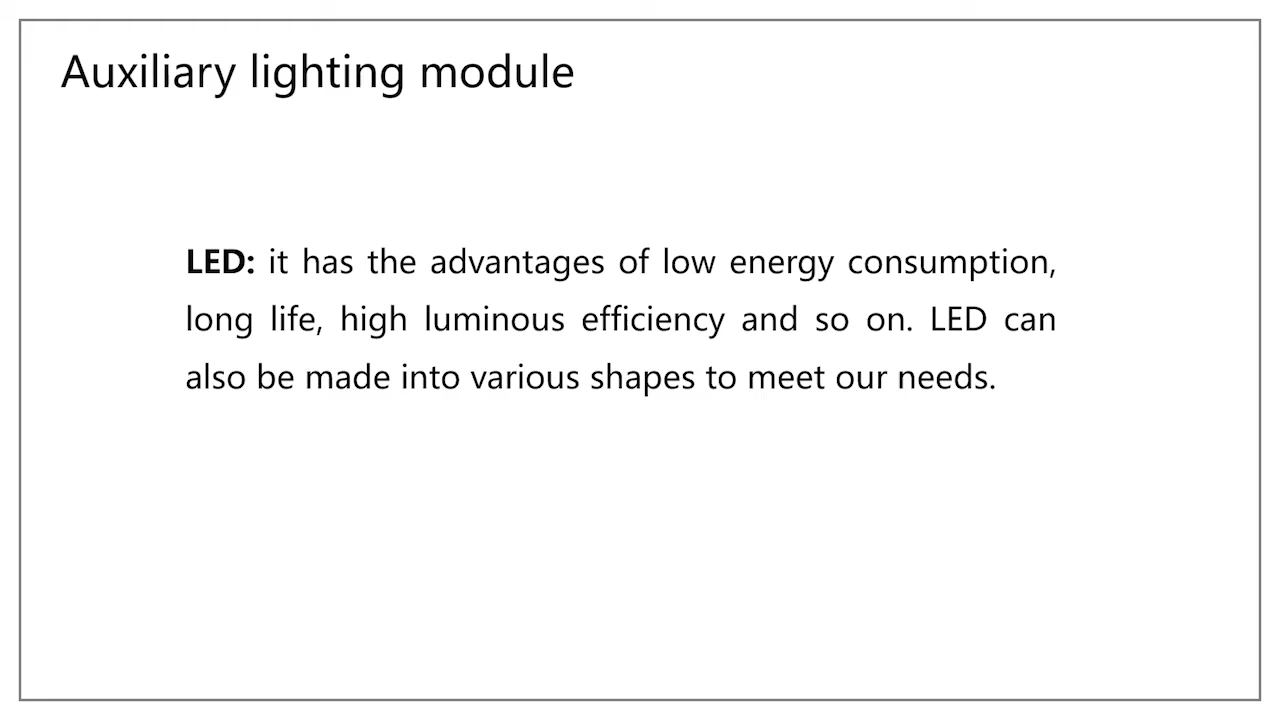 Auxiliary lighting module
LED: it has the advantages of low energy consumption,
long life, high luminous efficiency and so on. LED can
also be made into various shapes to meet our needs.